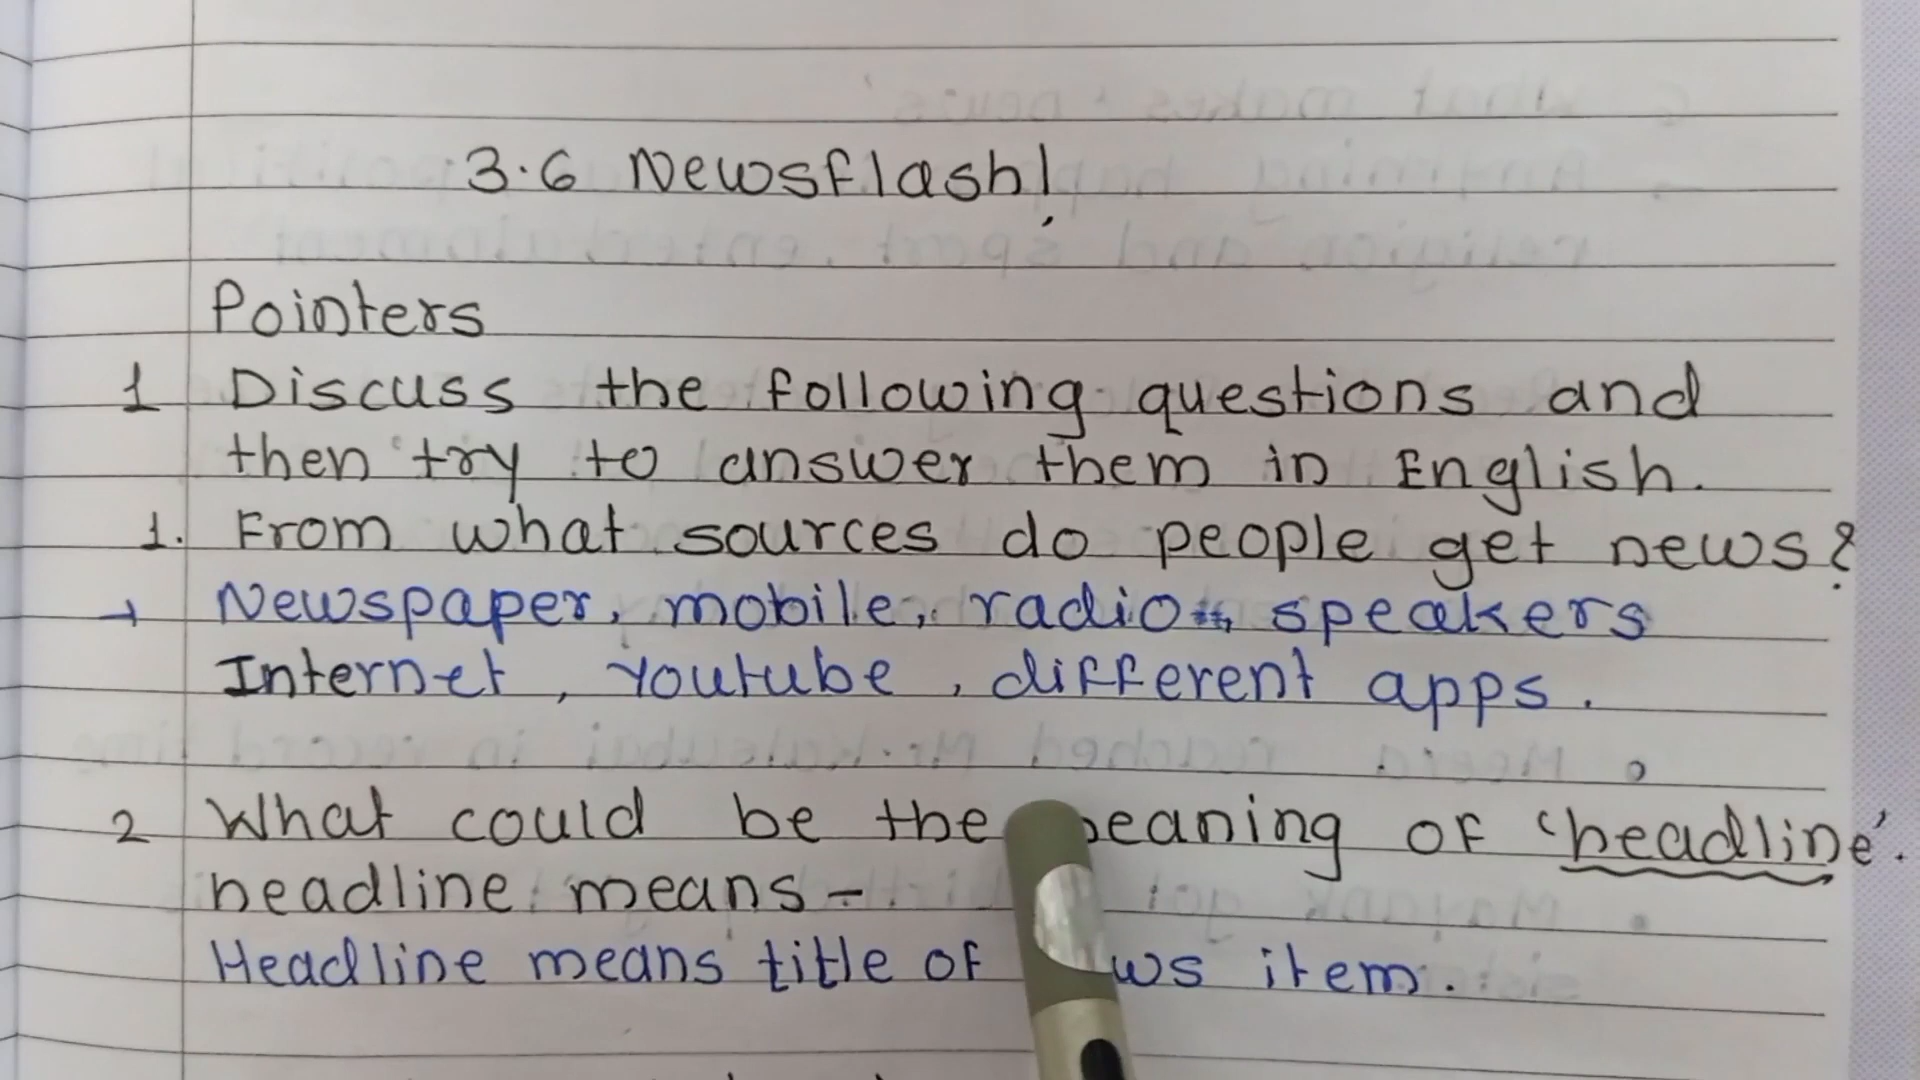 3.6 Newsflash!
Pointers
1 Discuss the following questions and
then try to answer them in English.
1. From what sources do people get news?
→ Newspaper, mobile, radio, speakers
Internet, Youtube, different apps.
2 What could be the meaning of 'headline'.
headline means -
Headline means title of item.